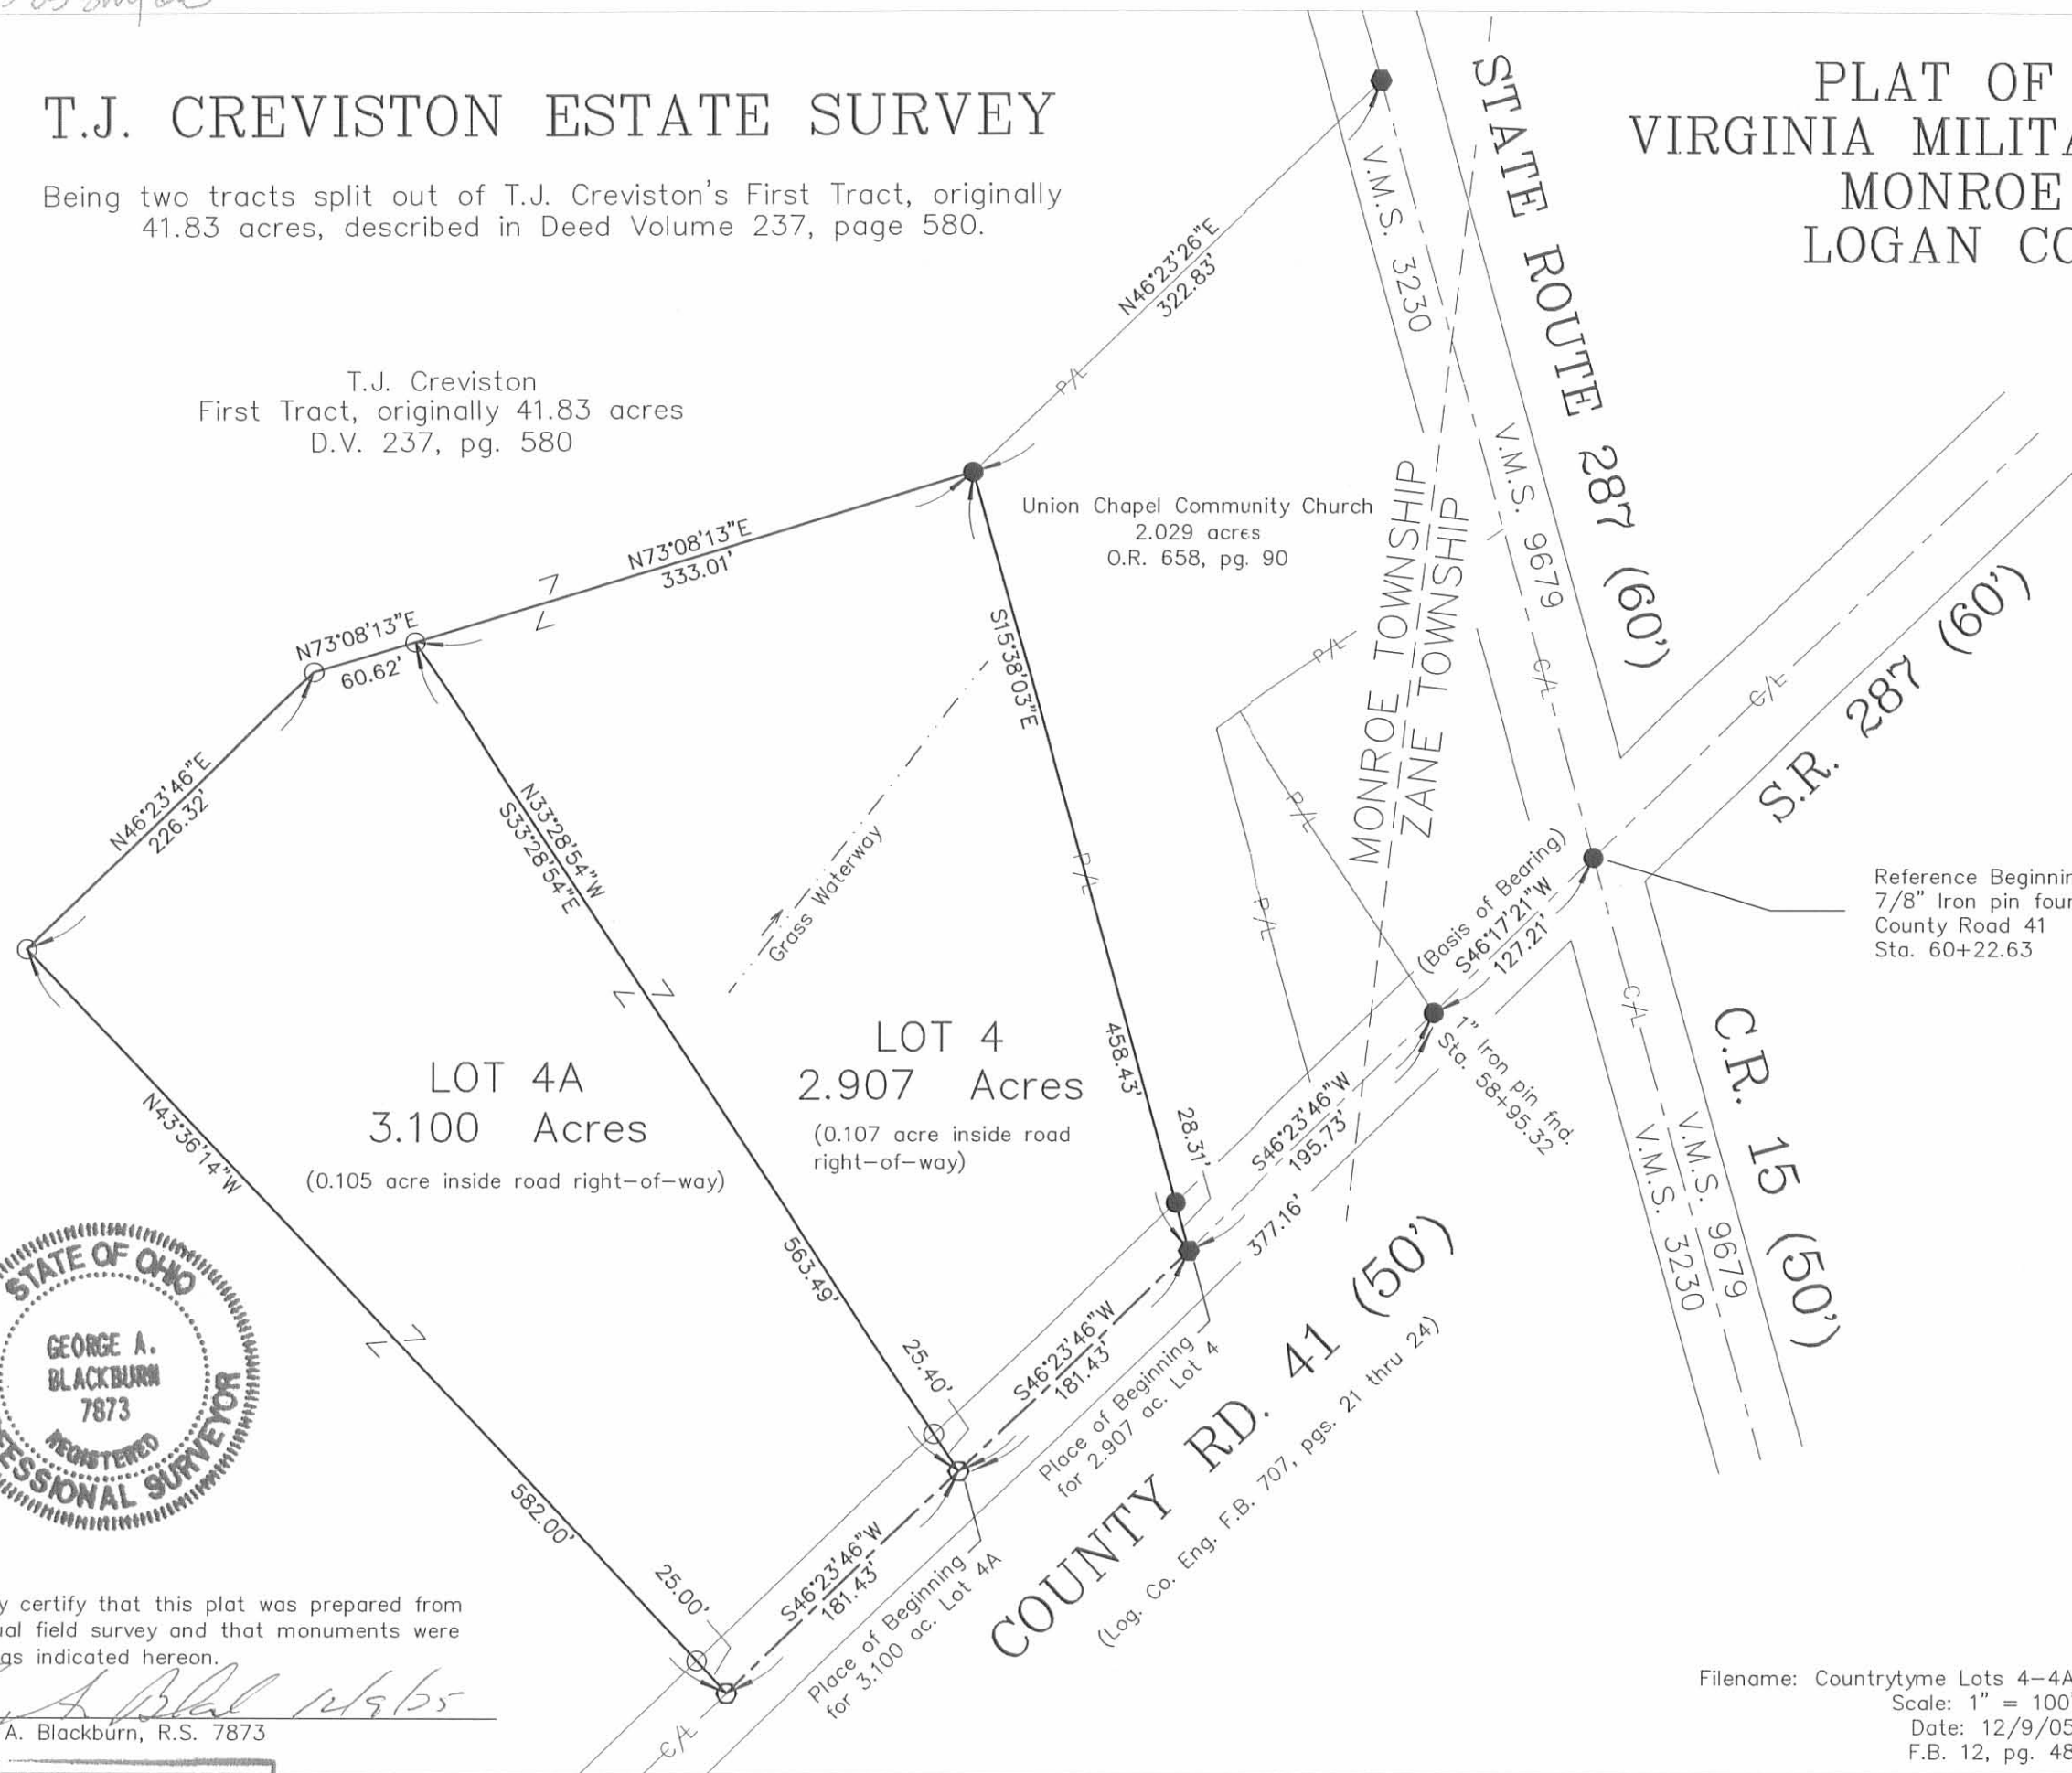 T.J. CREVISTON ESTATE SURVEY
Being two tracts split out of T.J. Creviston's First Tract, originally
41.83 acres, described in Deed Volume 237, page 580.
PLAT OF
VIRGINIA MILITA
MONROE
LOGAN CO
T.J. Creviston
First Tract, originally 41.83 acres
D.V. 237, pg. 580
N46°23'26"E
322.83'
P/L
V.M.S. 3230
STATE ROUTE 287 (60')
V.M.S. 9679
C/L
Union Chapel Community Church
2.029 acres
O.R. 658, pg. 90
MONROE TOWNSHIP
ZANE TOWNSHIP
N73°08'13"E
333.01'
N73°08'13"E
60.62'
N46°23'46"E
226.32'
S15°38'03"E
P/L
458.43'
28.31'
N33°28'54"W
S33°28'54"E
563.49'
25.40'
Grass Waterway
P/L
P/L
P/L
C/L
S.R. 287 (60')
Reference Beginnin
7/8" Iron pin four
County Road 41
Sta. 60+22.63
(Basis of Bearing)
S46°17'21"W
127.21'
1" Iron pin fnd.
Sta. 58+95.32
C/L
C.R. 15 (50')
V.M.S. 9679
V.M.S. 3230
LOT 4
2.907 Acres
(0.107 acre inside road
right-of-way)
LOT 4A
3.100 Acres
(0.105 acre inside road right-of-way)
N43°36'14"W
582.00'
25.00'
S46°23'46"W
195.73'
377.16'
S46°23'46"W
181.43'
Place of Beginning
for 2.907 ac. Lot 4
S46°23'46"W
181.43'
Place of Beginning
for 3.100 ac. Lot 4A
C/L
COUNTY RD. 41 (50')
(Log. Co. Eng. F.B. 707, pgs. 21 thru 24)
STATE OF OHIO
GEORGE A.
BLACKBURN
7873
REGISTERED
ESSIONAL SURVEYOR
y certify that this plat was prepared from
ual field survey and that monuments were
as indicated hereon.
12/9/05
A. Blackburn, R.S. 7873
Filename: Countrytyme Lots 4-4A
Scale: 1" = 100'
Date: 12/9/05
F.B. 12, pg. 48